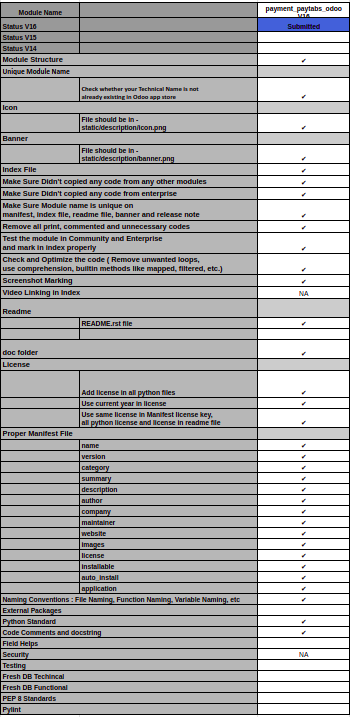 Module Name payment_paytabs_odoo
V16
Status V16 Submitted
Status V15
Status V14
Module Structure ✔
Unique Module Name
Check whether your Technical Name is not
already existing in Odoo app store ✔
Icon
File should be in -
static/description/icon.png ✔
Banner
File should be in -
static/description/banner.png ✔
Index File ✔
Make Sure Didn't copied any code from any other modules ✔
Make Sure Didn't copied any code from enterprise ✔
Make Sure Module name is unique on
manifest, index file, readme file, banner and release note ✔
Remove all print, commented and unnecessary codes ✔
Test the module in Community and Enterprise
and mark in index properly ✔
Check and Optimize the code ( Remove unwanted loops,
use comprehension, builtin methods like mapped, filtered, etc.) ✔
Screenshot Marking ✔
Video Linking in Index NA
Readme
README.rst file ✔
doc folder ✔
License
Add license in all python files ✔
Use current year in license ✔
Use same license in Manifest license key,
all python license and license in readme file ✔
Proper Manifest File
name ✔
version ✔
category ✔
summary ✔
description ✔
author ✔
company ✔
maintainer ✔
website ✔
images ✔
license ✔
installable ✔
auto_install ✔
application ✔
Naming Conventions : File Naming, Function Naming, Variable Naming, etc ✔
External Packages
Python Standard ✔
Code Comments and docstring ✔
Field Helps
Security NA
Testing
Fresh DB Techincal
Fresh DB Functional
PEP 8 Standards
Pylint